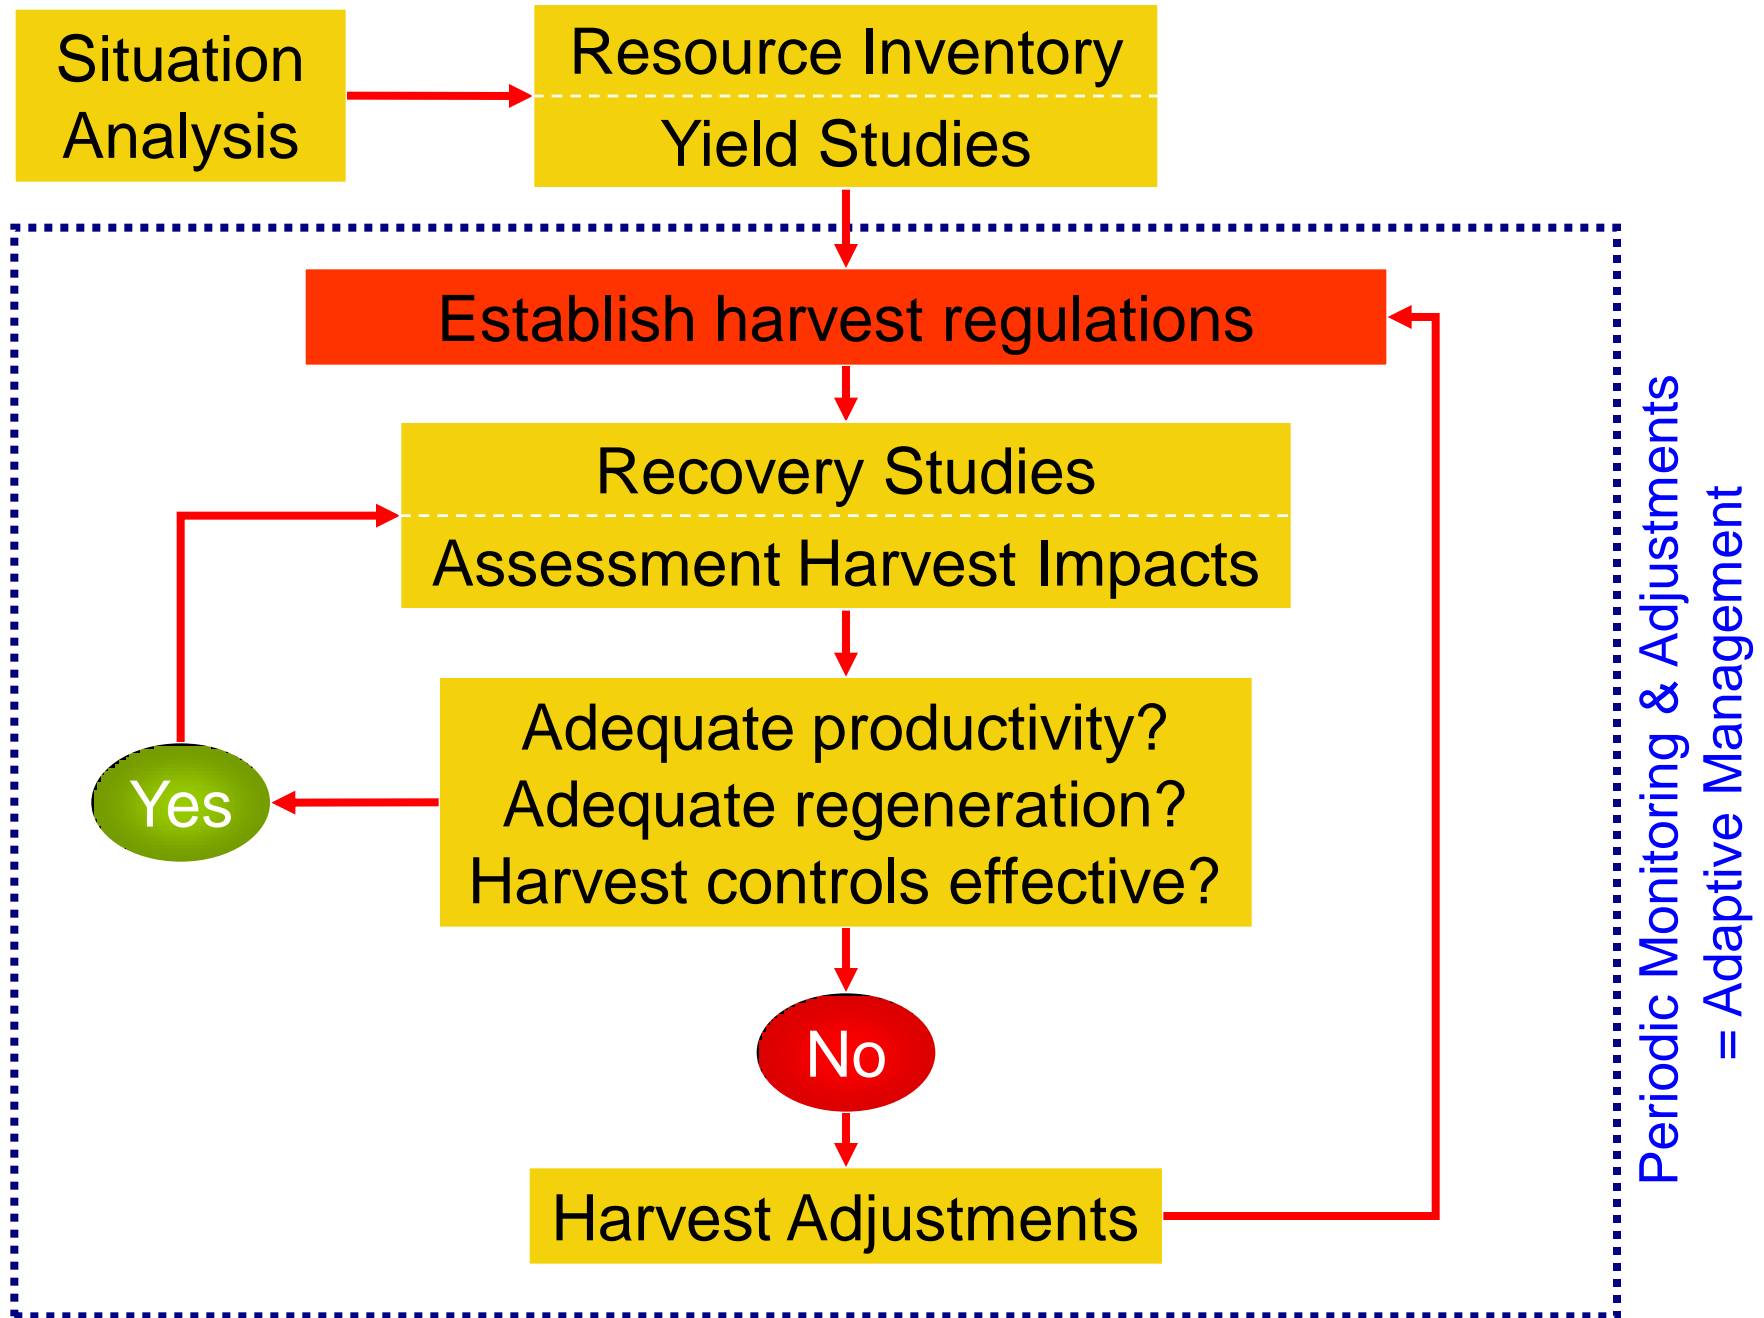 Situation
Analysis
Resource Inventory
Yield Studies
Establish harvest regulations
Recovery Studies
Assessment Harvest Impacts
Adequate productivity?
Adequate regeneration?
Harvest controls effective?
Yes
No
Harvest Adjustments
Periodic Monitoring & Adjustments
= Adaptive Management